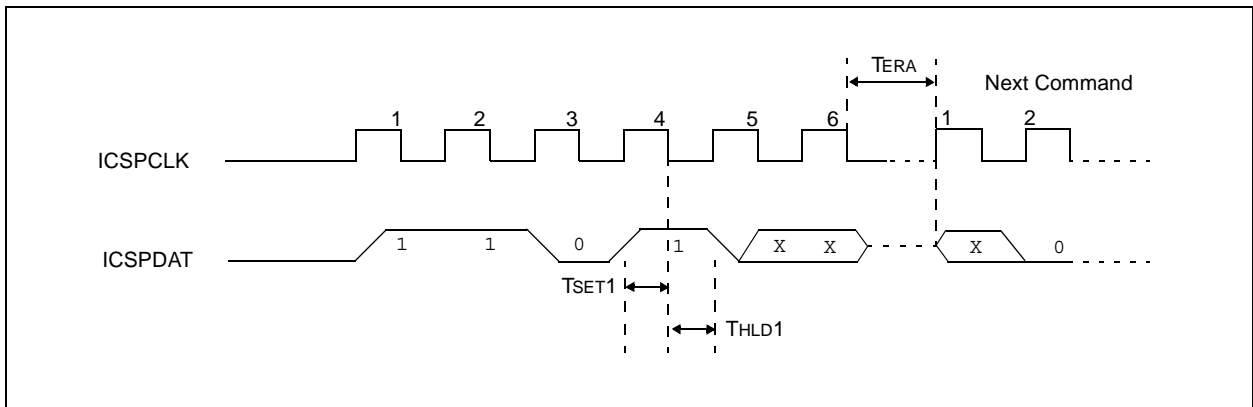 TERA
Next Command
1 2 3 4 5 6 1 2
ICSPCLK
1 1 0 1 X X X 0
ICSPDAT
TSET1
THLD1